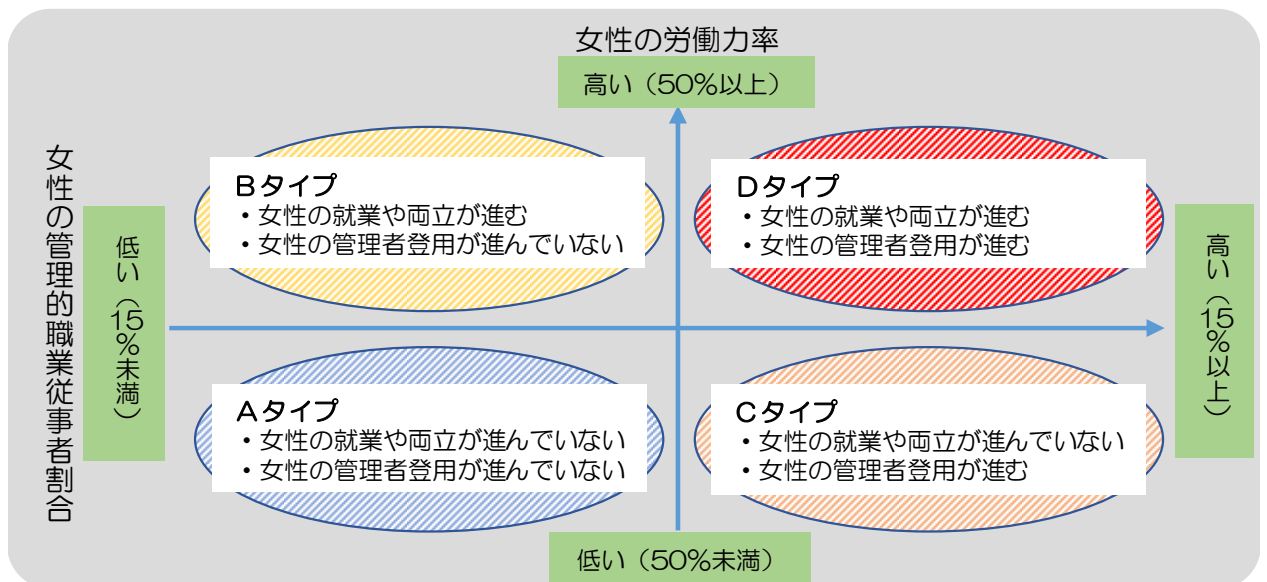 女性の労働力率
高い（50％以上）
女性の管理的職業従事者割合
低い（15％未満）
Bタイプ
・女性の就業や両立が進む
・女性の管理者登用が進んでいない
Dタイプ
・女性の就業や両立が進む
・女性の管理者登用が進む
高い（15％以上）
Aタイプ
・女性の就業や両立が進んでいない
・女性の管理者登用が進んでいない
Cタイプ
・女性の就業や両立が進んでいない
・女性の管理者登用が進む
低い（50％未満）